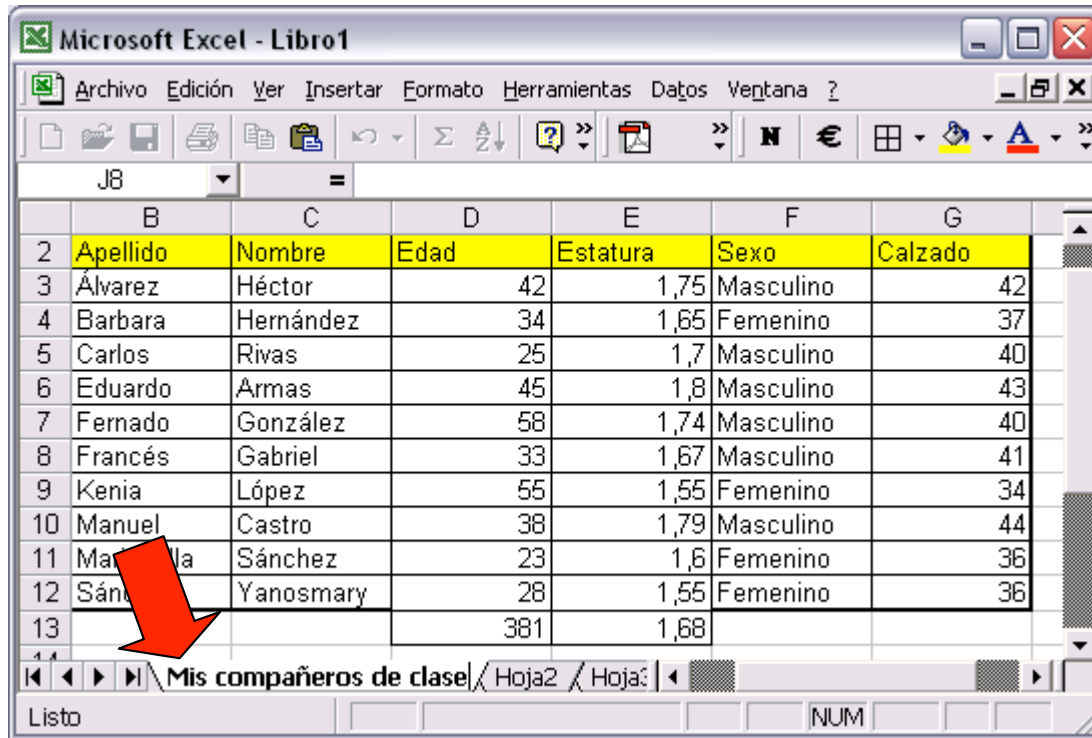 Microsoft Excel - Libro1
Archivo Edición Ver Insertar Formato Herramientas Datos Ventana ?
N € A
J8 =
B C D E F G
2 Apellido Nombre Edad Estatura Sexo Calzado
3 Álvarez Héctor 42 1,75 Masculino 42
4 Barbara Hernández 34 1,65 Femenino 37
5 Carlos Rivas 25 1,7 Masculino 40
6 Eduardo Armas 45 1,8 Masculino 43
7 Fernado González 58 1,74 Masculino 40
8 Francés Gabriel 33 1,67 Masculino 41
9 Kenia López 55 1,55 Femenino 34
10 Manuel Castro 38 1,79 Masculino 44
11 Sánchez 23 1,6 Femenino 36
12 Yanosmary 28 1,55 Femenino 36
13 381 1,68
Mis compañeros de clase Hoja2
Listo NUM